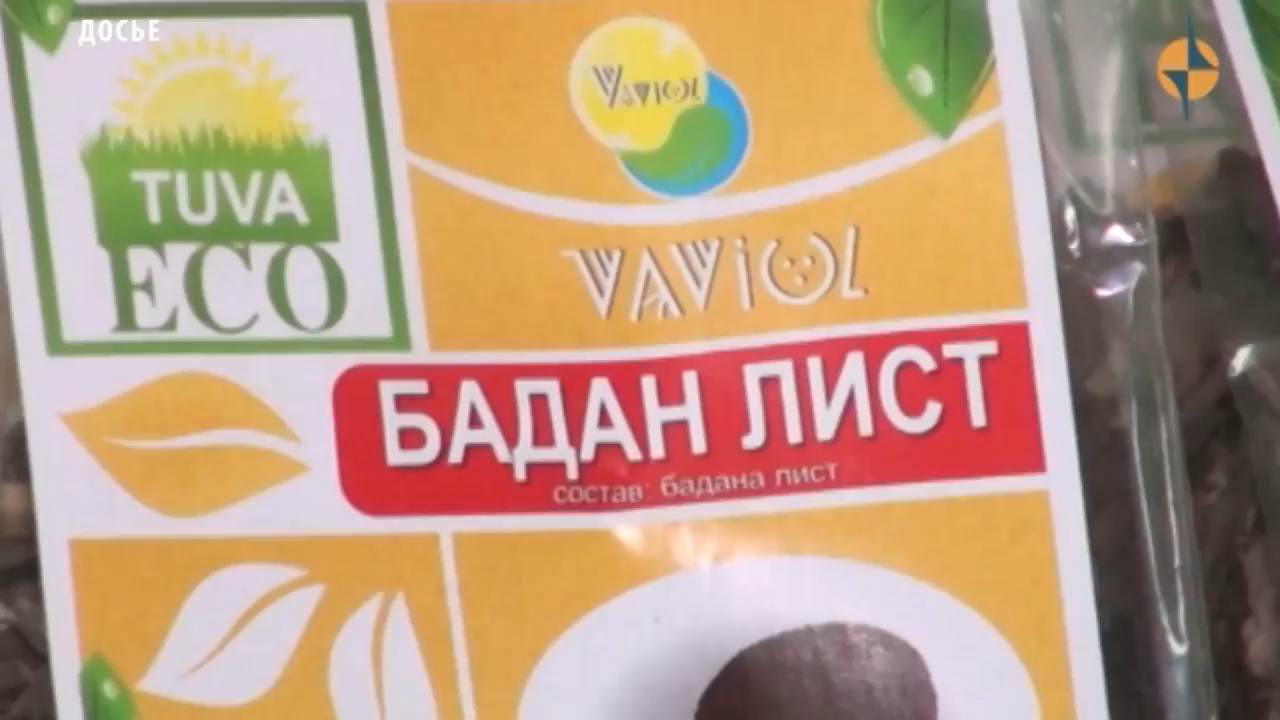 ДОСЬЕ
TUVA
ECO
VAViOL
VAViOL
БАДАН ЛИСТ
состав: бадана лист